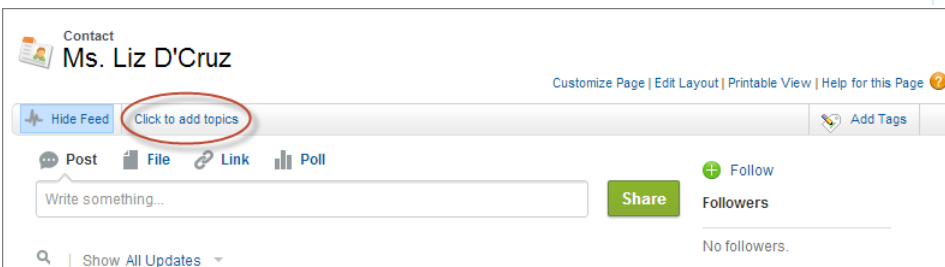 Contact
Ms. Liz D'Cruz
Customize Page | Edit Layout | Printable View | Help for this Page ?
Hide Feed Click to add topics Add Tags
Post File Link Poll
Follow
Write something... Share
Followers
No followers.
Show All Updates